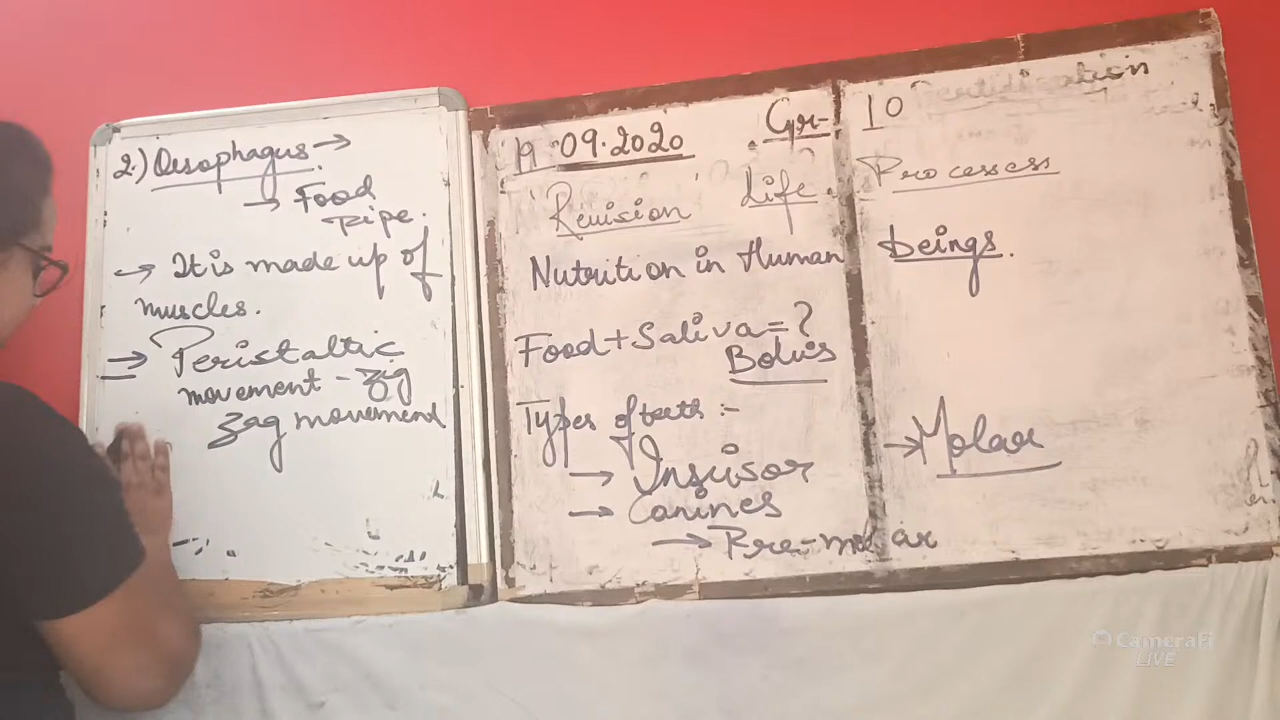 2.) Oesophagus →
→ Food
Pipe.
→ It is made up of
muscles.
→ Peristaltic
movement - zig
zag movement
19.09.2020 Gr- 10
Revision Life Processess
Nutrition in Human beings.
Food + Saliva = ?
Bolus
Types of teeth :-
→ Insisor → Molar
→ Canines
→ Pre-molar
CameraFi
LIVE